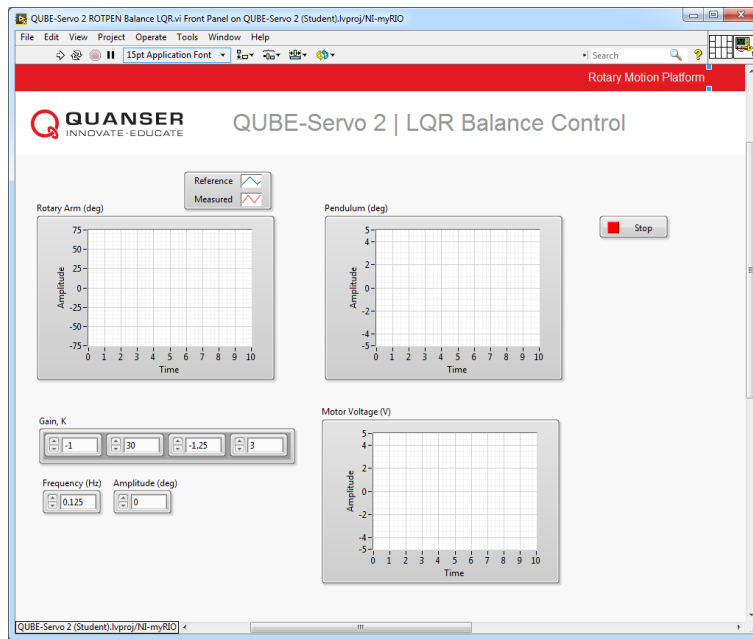 QUBE-Servo 2 ROTPEN Balance LQR.vi Front Panel on QUBE-Servo 2 (Student).lvproj/NI-myRIO
File Edit View Project Operate Tools Window Help
15pt Application Font
Search
Rotary Motion Platform
QUANSER
INNOVATE·EDUCATE
QUBE-Servo 2 | LQR Balance Control
Reference
Measured
Rotary Arm (deg)
75
50
25
0
-25
-50
-75
Amplitude
0 1 2 3 4 5 6 7 8 9 10
Time
Pendulum (deg)
5
4
2
0
-2
-4
-5
Amplitude
0 1 2 3 4 5 6 7 8 9 10
Time
Stop
Gain, K
-1 30 -1.25 3
Frequency (Hz) Amplitude (deg)
0.125 0
Motor Voltage (V)
5
4
2
0
-2
-4
-5
Amplitude
0 1 2 3 4 5 6 7 8 9 10
Time
QUBE-Servo 2 (Student).lvproj/NI-myRIO